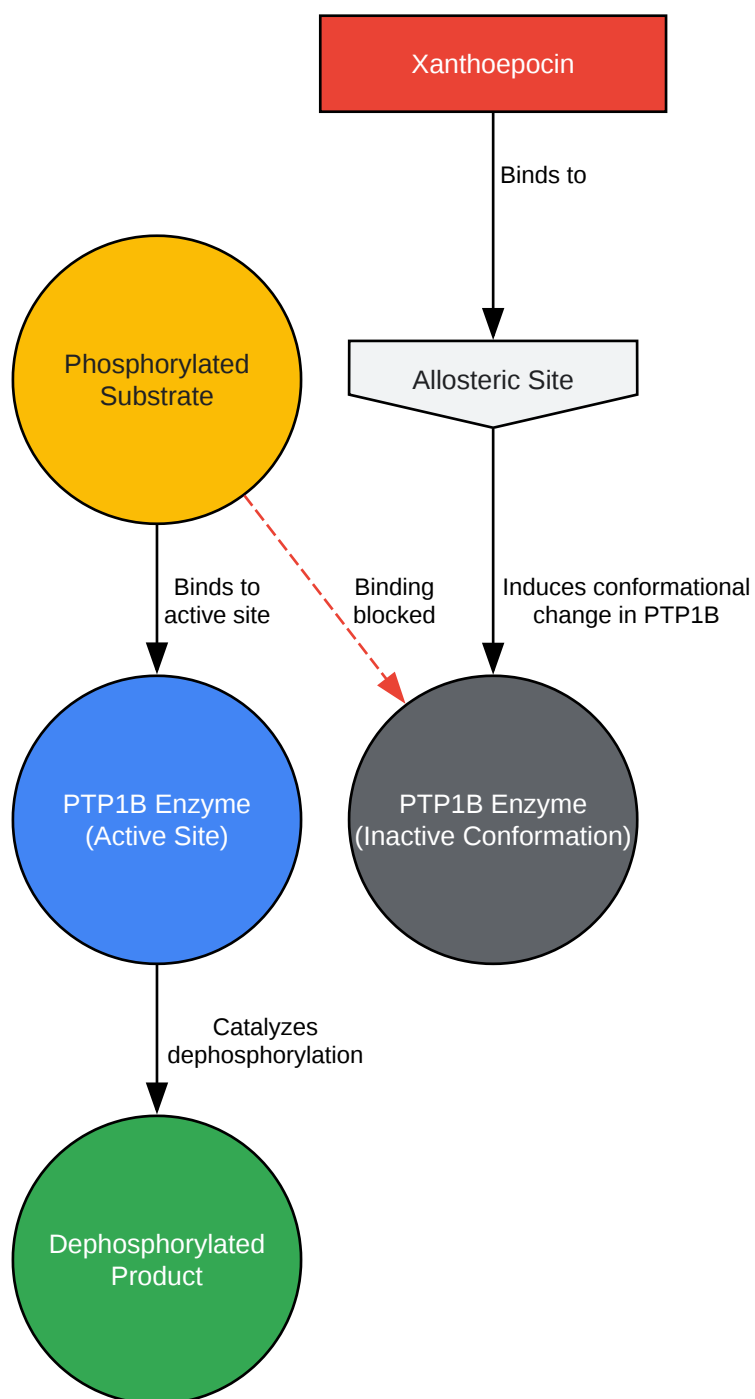 Xanthoepocin
Binds to
Phosphorylated
Substrate
Allosteric Site
Binds to
active site
Binding
blocked
Induces conformational
change in PTP1B
PTP1B Enzyme
(Active Site)
PTP1B Enzyme
(Inactive Conformation)
Catalyzes
dephosphorylation
Dephosphorylated
Product